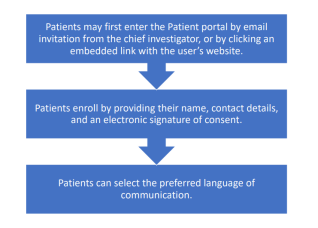 Patients may first enter the Patient portal by email
invitation from the chief investigator, or by clicking an
embedded link with the user's website.
Patients enroll by providing their name, contact details,
and an electronic signature of consent.
Patients can select the preferred language of
communication.